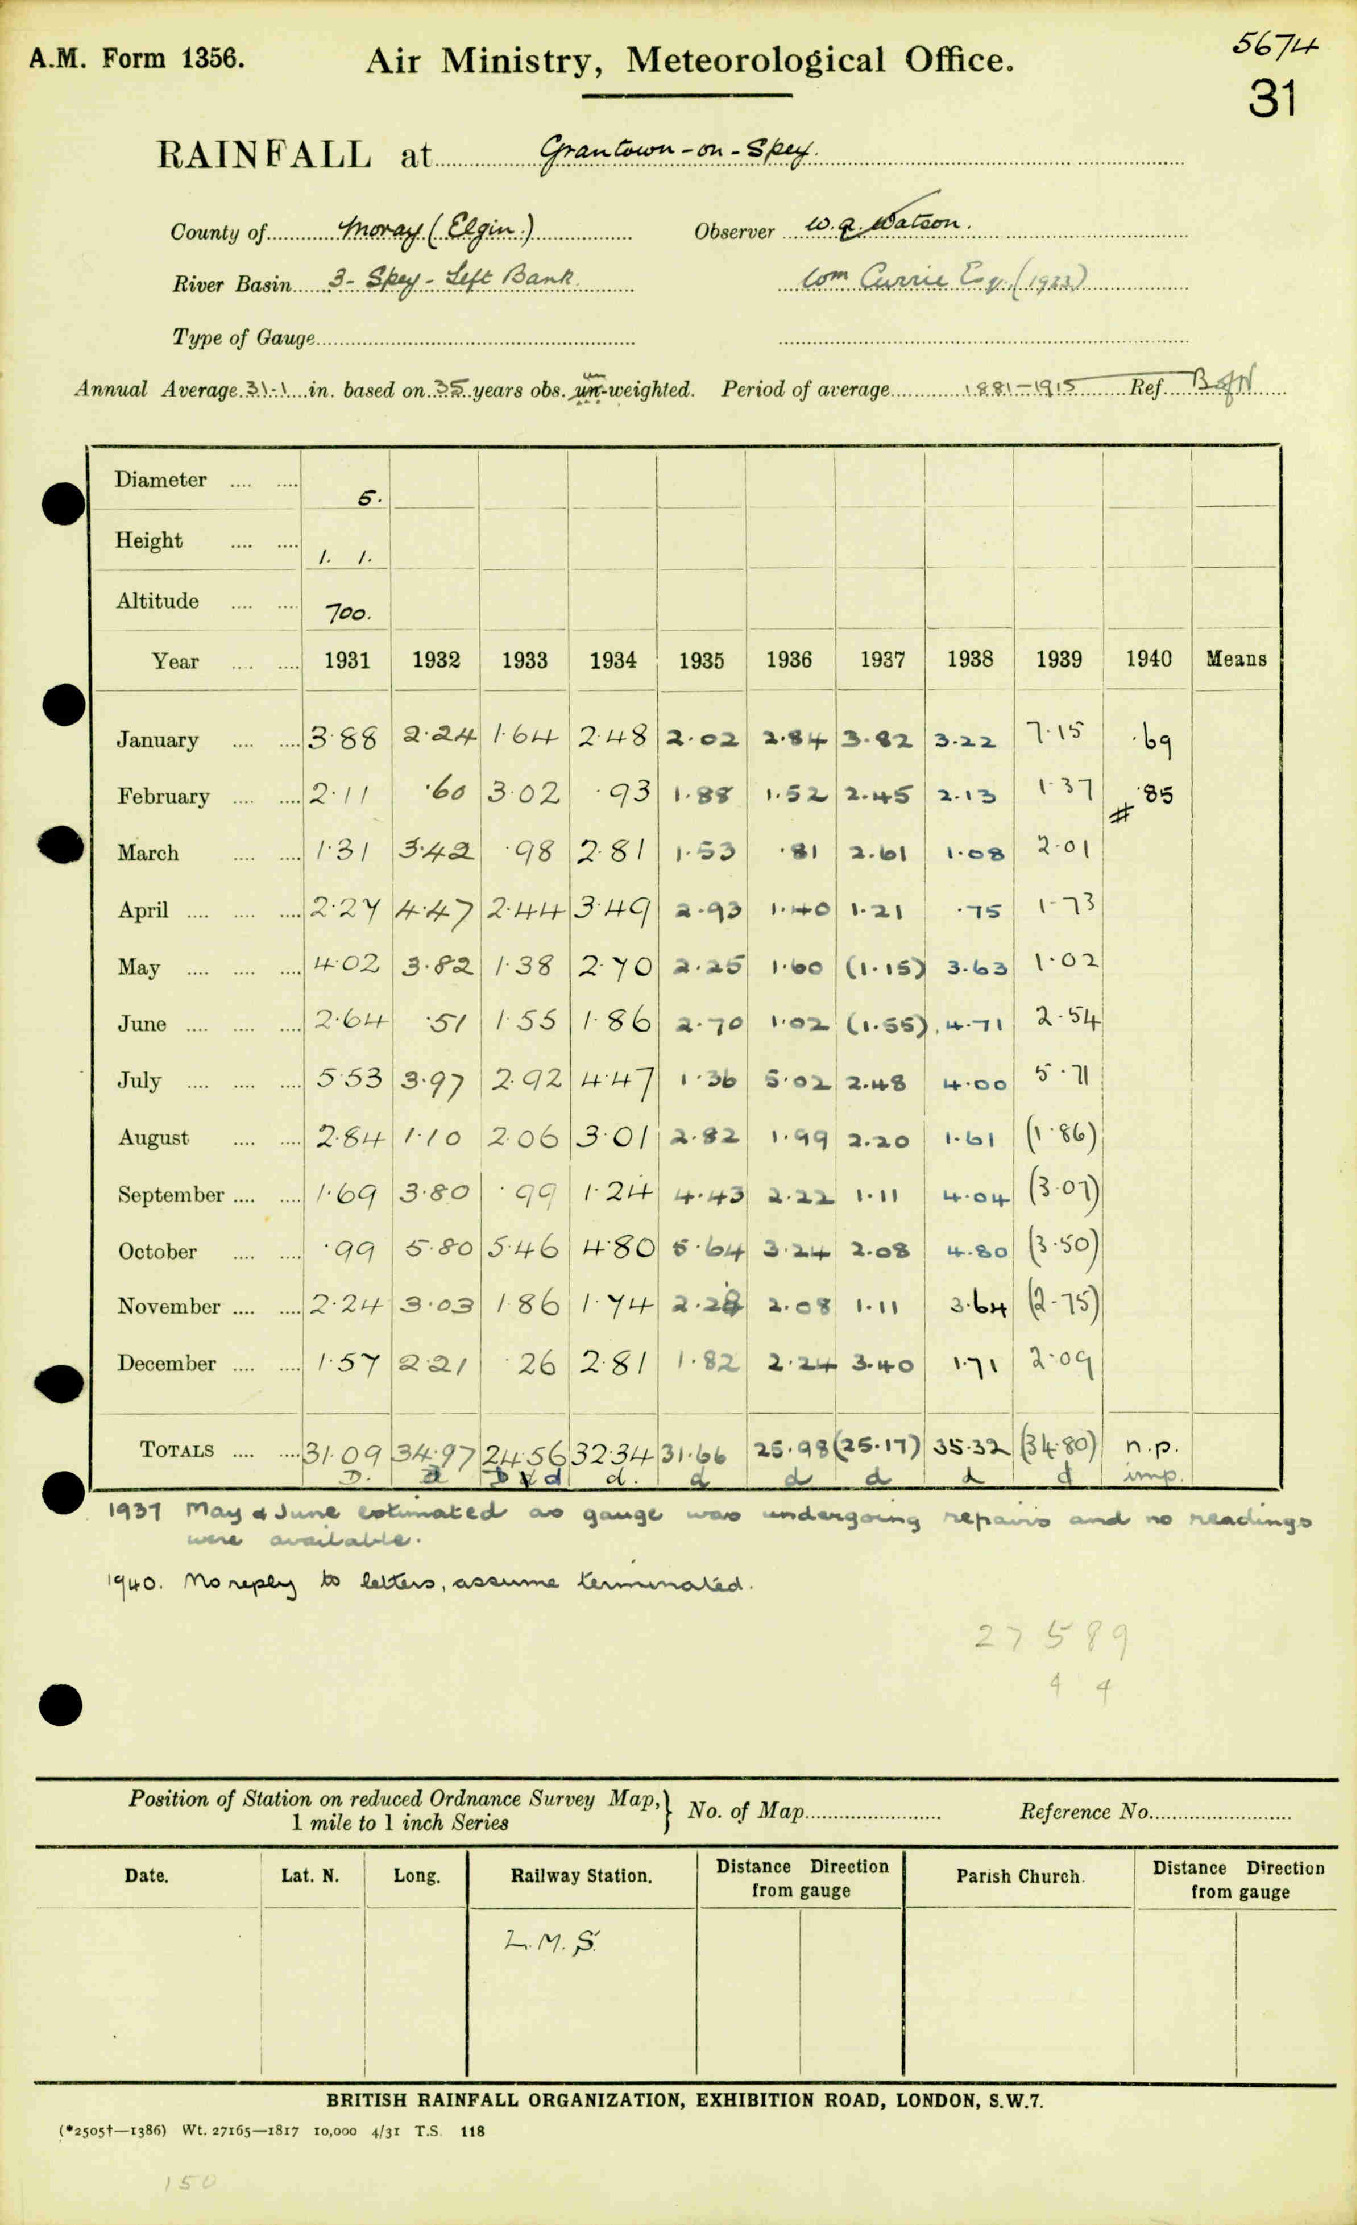 A.M. Form 1356.
Air Ministry, Meteorological Office.
5674
31
RAINFALL at Grantown-on-Spey.
County of Moray (Elgin.) Observer W. G. Watson.
River Basin 3- Spey - Left Bank. Wm Currie Esq. (1933)
Type of Gauge
Annual Average 31.1 in. based on 35 years obs. un-weighted. Period of average 1881-1915 Ref.
Diameter .... .... 5.
Height .... .... 1. 1.
Altitude .... .... 700.
Year .... .... 1931 1932 1933 1934 1935 1936 1937 1938 1939 1940 Means
January .... .... 3.88 2.24 1.64 2.48 2.02 2.84 3.82 3.22 7.15 .69
February .... .... 2.11 .60 3.02 .93 1.88 1.52 2.45 2.13 1.37 # .85
March .... .... 1.31 3.42 .98 2.81 1.53 .81 2.61 1.08 2.01
April .... .... .... 2.27 4.47 2.44 3.49 2.93 1.40 1.21 .75 1.73
May .... .... .... 4.02 3.82 1.38 2.70 2.25 1.60 (1.15) 3.63 1.02
June .... .... .... 2.64 .51 1.55 1.86 2.70 1.02 (1.55) 4.71 2.54
July .... .... .... 5.53 3.97 2.92 4.47 1.36 5.02 2.48 4.00 5.71
August .... .... 2.84 1.10 2.06 3.01 2.82 1.99 2.20 1.61 (1.86)
September .... .... 1.69 3.80 .99 1.24 4.43 2.22 1.11 4.04 (3.07)
October .... .... .99 5.80 5.46 4.80 5.64 3.24 2.08 4.80 (3.50)
November .... .... 2.24 3.03 1.86 1.74 2.28 2.08 1.11 3.64 (2.75)
December .... .... 1.57 2.21 .26 2.81 1.82 2.24 3.40 1.71 2.09
TOTALS .... .... 31.09 34.97 24.56 32.34 31.66 25.98 (25.17) 35.32 (34.80) n.p.
D. d D d d. d d d d d imp.
1937 May & June estimated as gauge was undergoing repairs and no readings
were available.
1940. No reply to letters, assume terminated.
27589
4 4
Position of Station on reduced Ordnance Survey Map, } No. of Map Reference No.
1 mile to 1 inch Series
Date. Lat. N. Long. Railway Station. Distance Direction from gauge Parish Church. Distance Direction from gauge
L.M.S.
BRITISH RAINFALL ORGANIZATION, EXHIBITION ROAD, LONDON, S.W.7.
(*2505†—1386) Wt. 27165—1817 10,000 4/31 T.S. 118
150